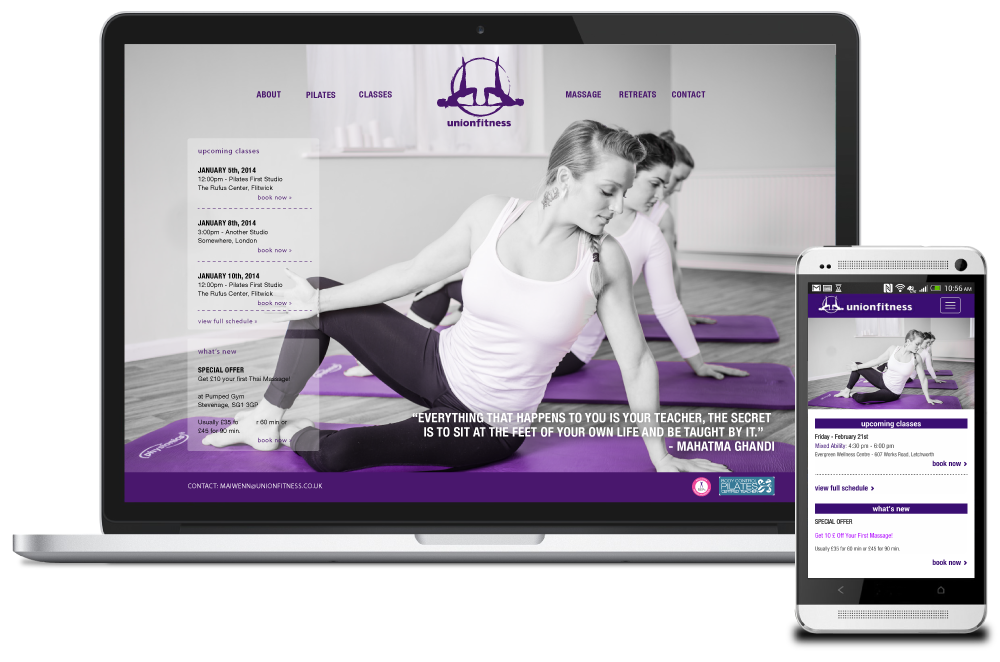 ABOUT
PILATES
CLASSES
MASSAGE
RETREATS
CONTACT
unionfitness
upcoming classes
JANUARY 5th, 2014
12:00pm - Pilates First Studio
The Rufus Center, Flitwick
book now »
JANUARY 8th, 2014
3:00pm - Another Studio
Somewhere, London
book now »
JANUARY 10th, 2014
12:00pm - Pilates First Studio
The Rufus Center, Flitwick
book now »
view full schedule »
what's new
SPECIAL OFFER
Get £10 your first Thai Massage!
at Pumped Gym
Stevenage, SG1 3GP
Usually £35 fo r 60 min or
£45 for 90 min.
book now »
"EVERYTHING THAT HAPPENS TO YOU IS YOUR TEACHER, THE SECRET
IS TO SIT AT THE FEET OF YOUR OWN LIFE AND BE TAUGHT BY IT."
- MAHATMA GHANDI
CONTACT: MAIWENN@UNIONFITNESS.CO.UK
BODY CONTROL
PILATES
10:56 AM
unionfitness
upcoming classes
Friday - February 21st
Mixed Ability 4:30 pm - 6:00 pm
Evergreen Wellness Centre - 607 Works Road, Letchworth
book now >
view full schedule >
what's new
SPECIAL OFFER
Get 10 £ Off Your First Massage!
Usually £35 for 60 min or £45 for 90 min.
book now >